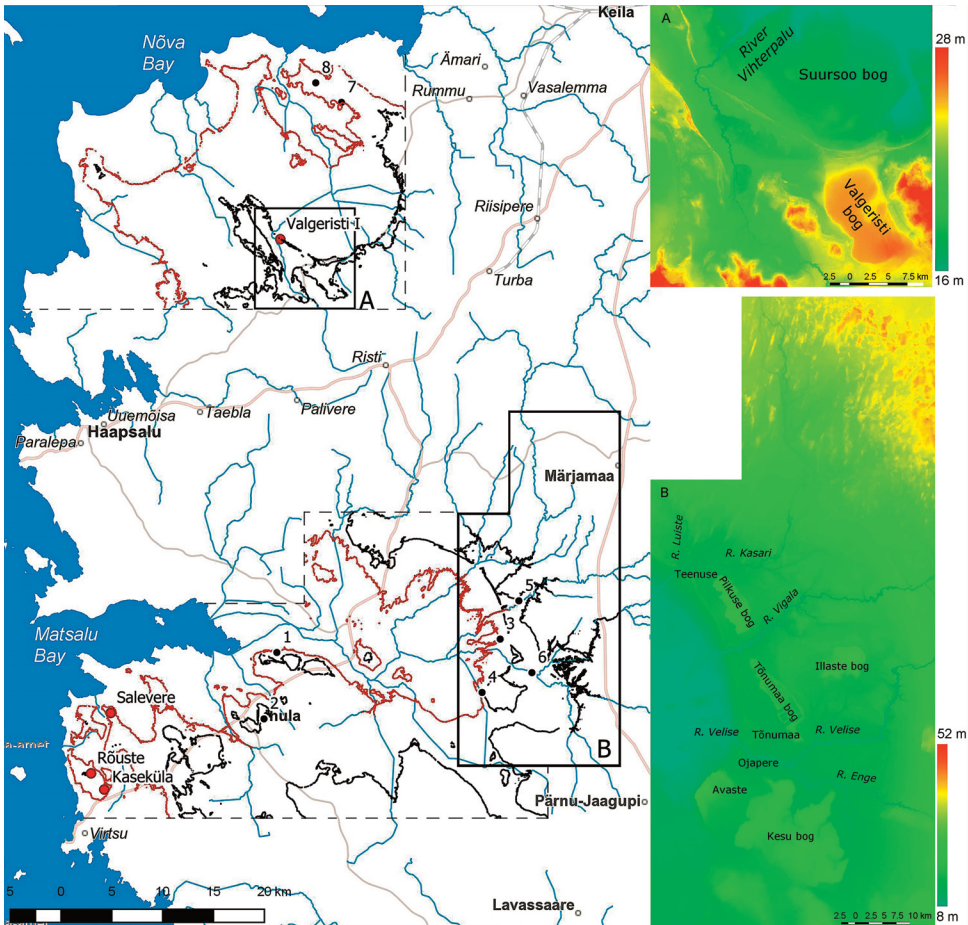 Keila
Nõva
Bay
Ämari
8
7
Rummu
Vasalemma
Riisipere
Valgeristi I
Turba
A
Risti
Uuemõisa
Taebla
Palivere
Paralepa
Haapsalu
Märjamaa
5
3
Matsalu
Bay
1
6
4
Salevere
2
nula
B
a-amer
Rõuste
Kaseküla
Pärnu-Jaagupi
Virtsu
5 0 5 10 15 20 km
Lavassaare
A
River
Vihterpalu
Suursoo bog
Valgeristi
bog
28 m
16 m
2.5 0 2.5 5 7.5 km
B
R. Luiste
R. Kasari
Teenuse
Pilkuse bog
R. Vigala
Illaste bog
Tõnumaa bog
R. Velise
Tõnumaa
R. Velise
Ojapere
R. Enge
Avaste
Kesu bog
52 m
8 m
2.5 0 2.5 5 7.5 10 km